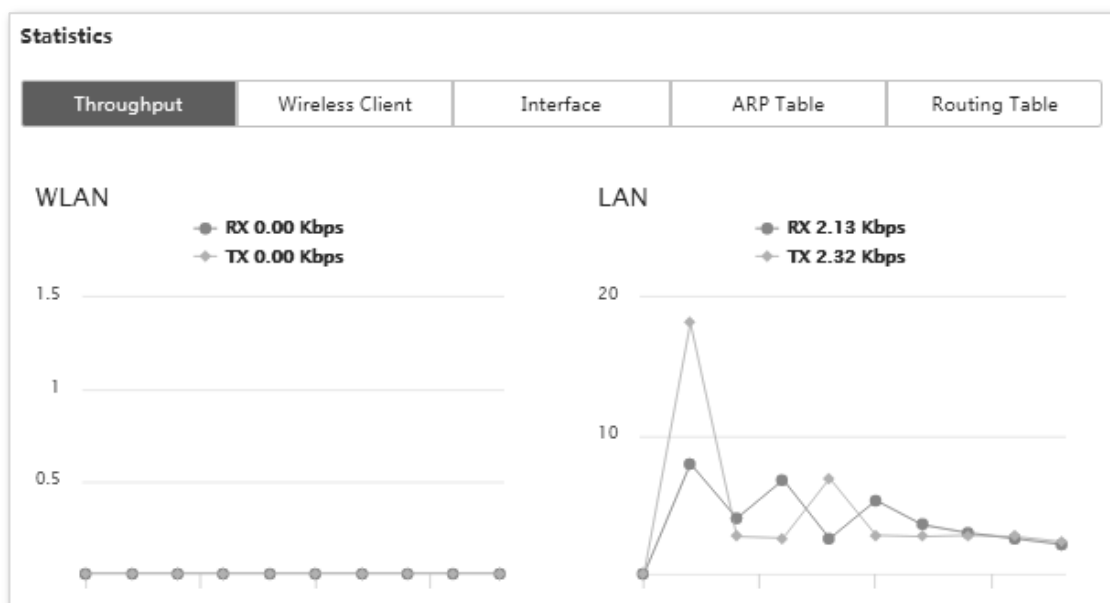 Statistics
Throughput Wireless Client Interface ARP Table Routing Table
WLAN
RX 0.00 Kbps
TX 0.00 Kbps
1.5
1
0.5
LAN
RX 2.13 Kbps
TX 2.32 Kbps
20
10